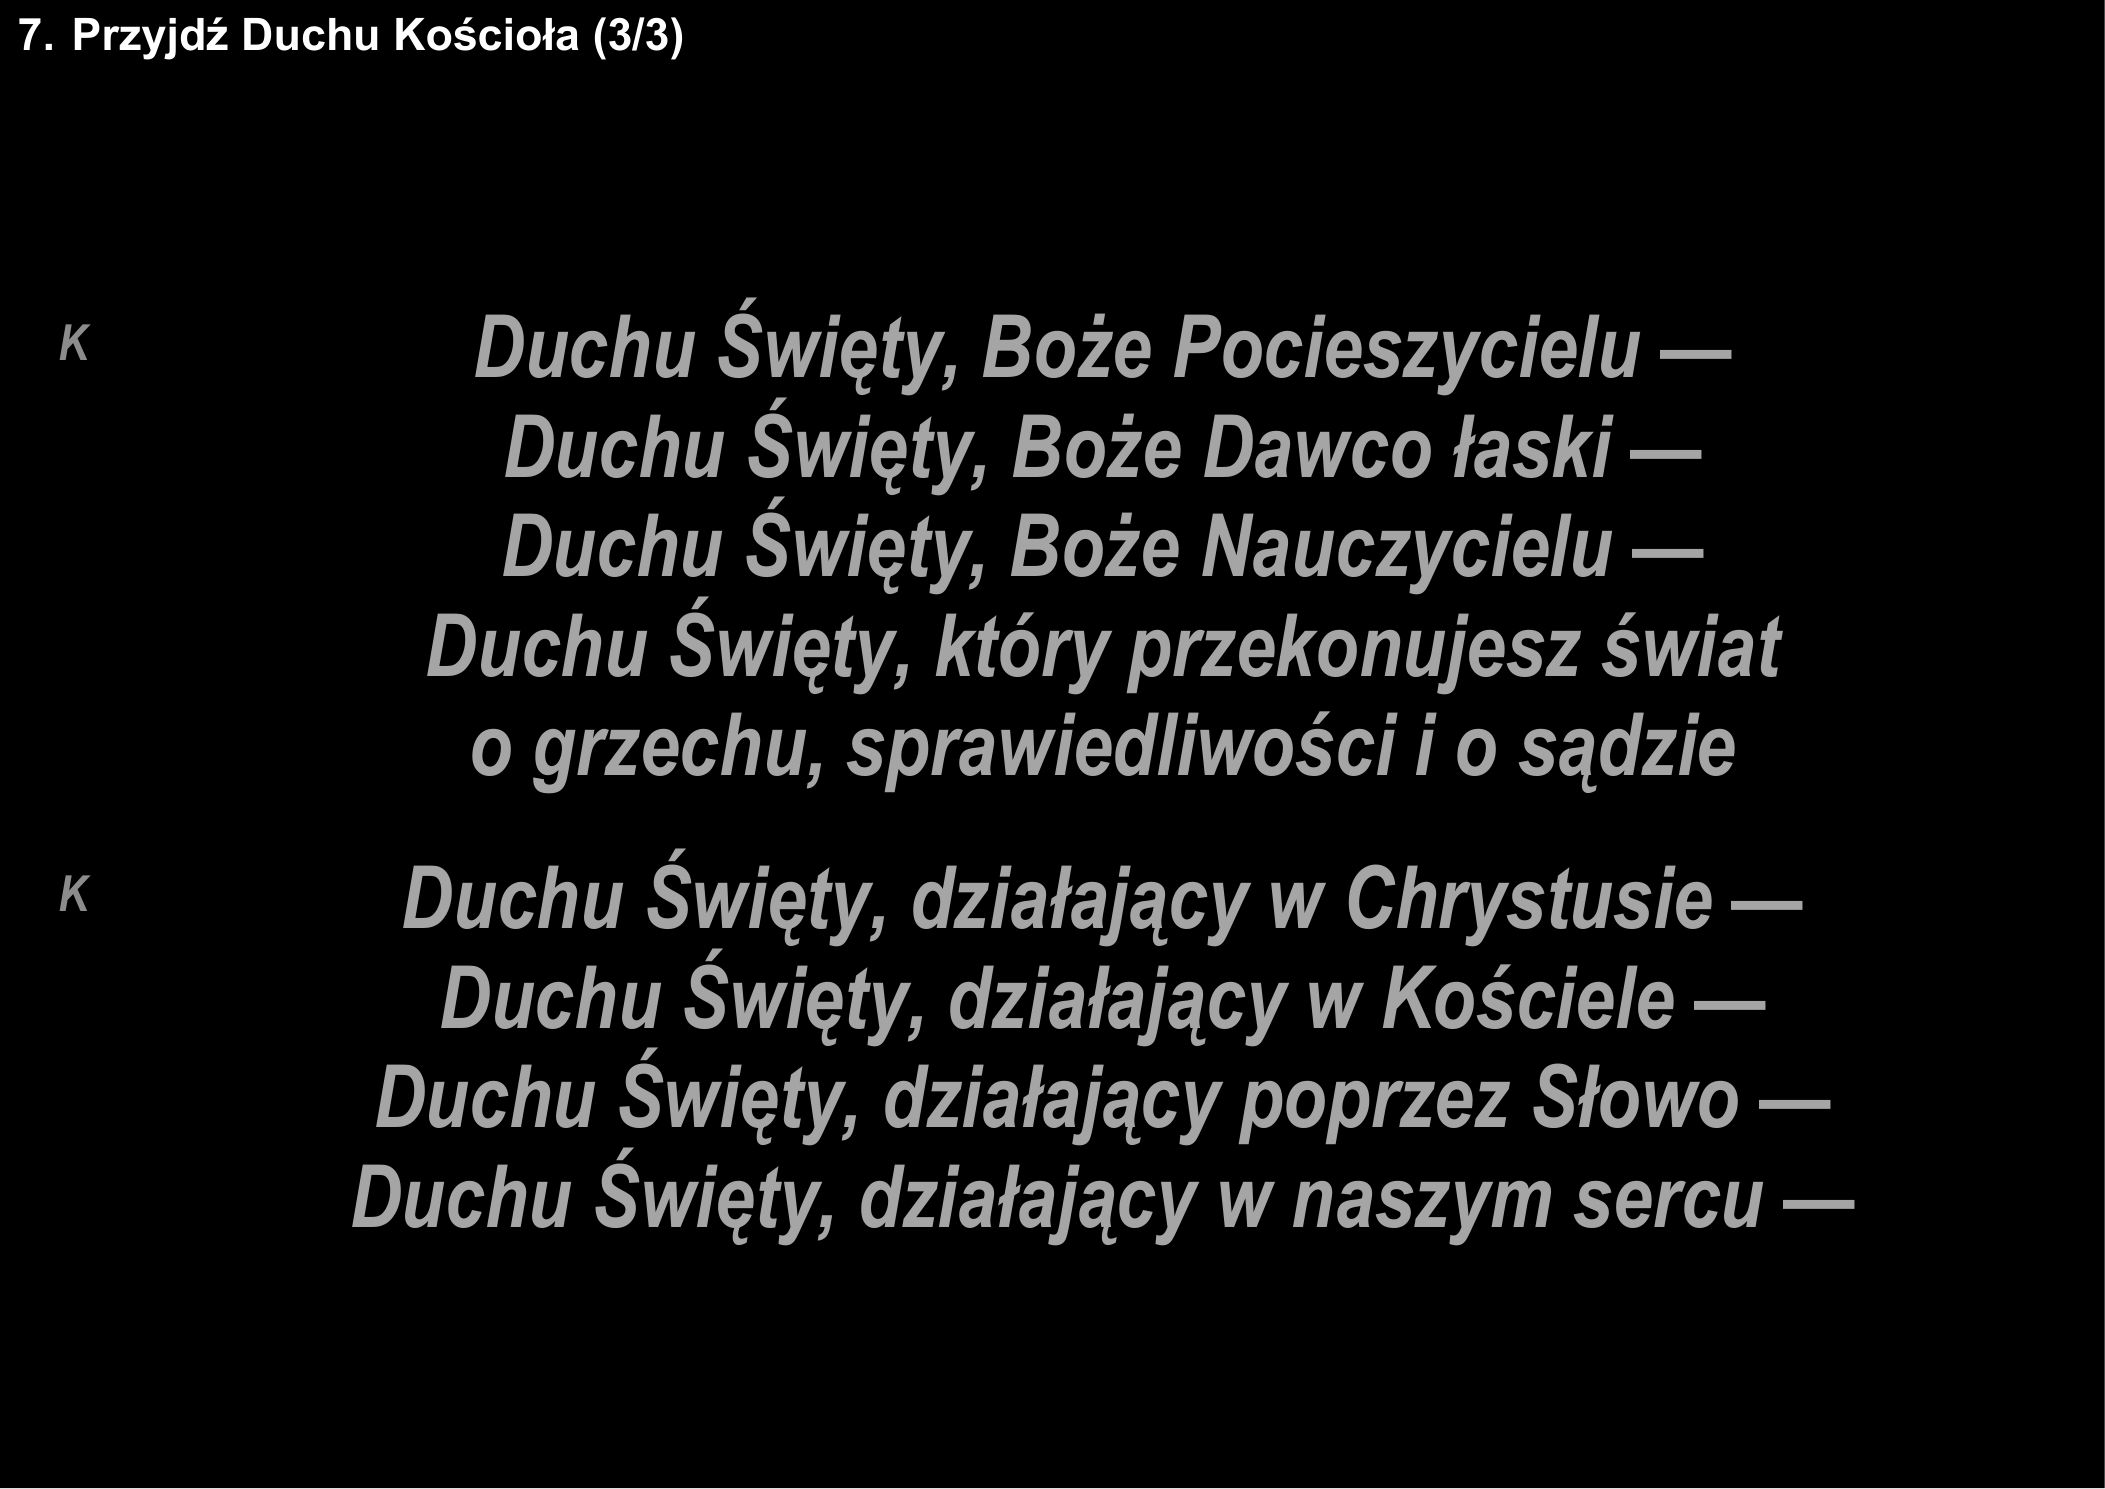 7. Przyjdź Duchu Kościoła (3/3)
K Duchu Święty, Boże Pocieszycielu —
Duchu Święty, Boże Dawco łaski —
Duchu Święty, Boże Nauczycielu —
Duchu Święty, który przekonujesz świat
o grzechu, sprawiedliwości i o sądzie
K Duchu Święty, działający w Chrystusie —
Duchu Święty, działający w Kościele —
Duchu Święty, działający poprzez Słowo —
Duchu Święty, działający w naszym sercu —